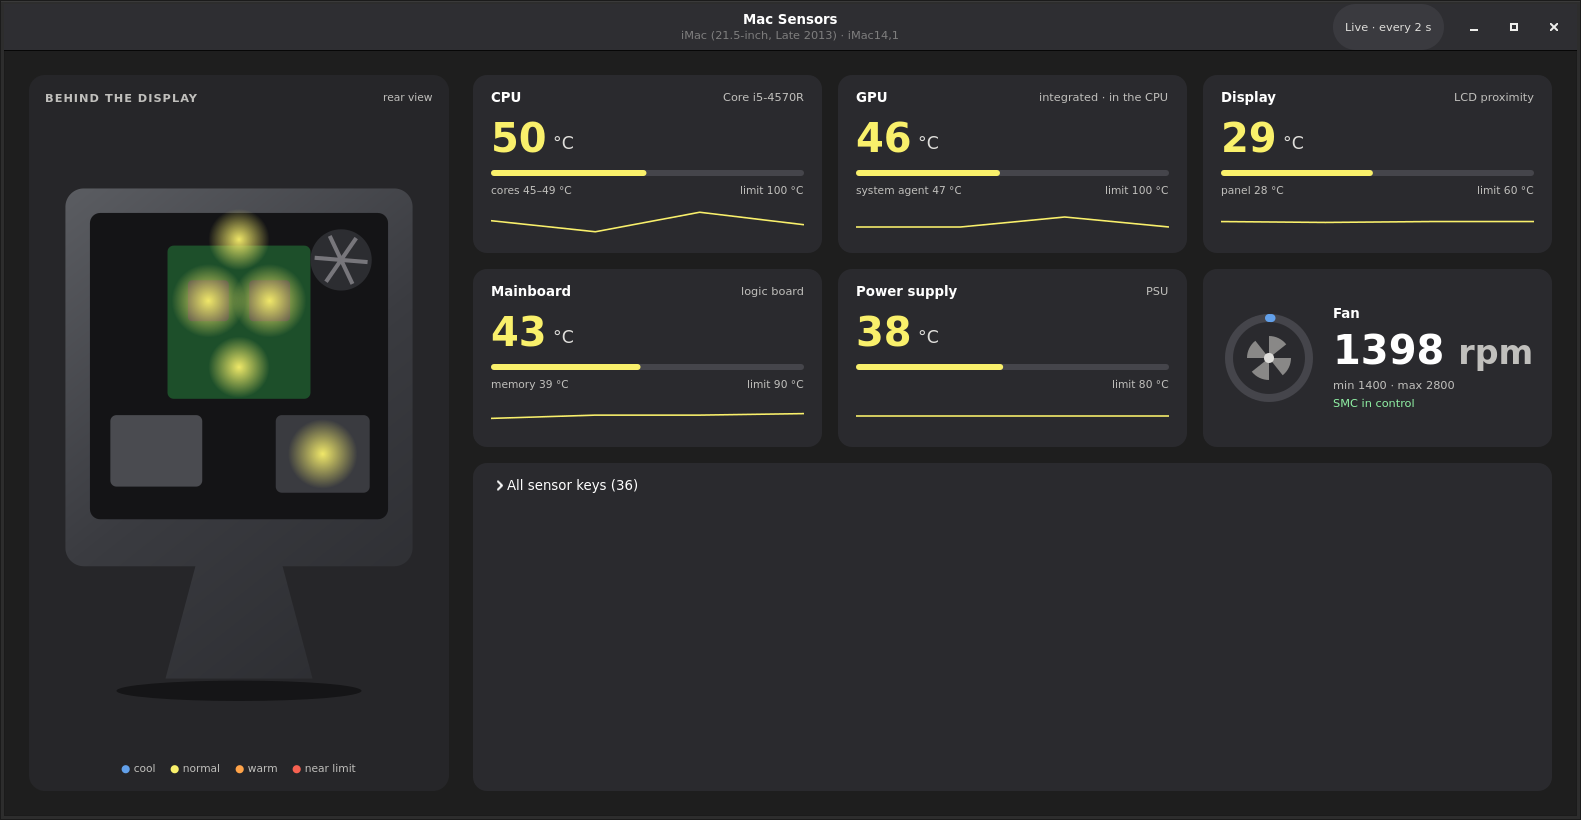 Mac Sensors
iMac (21.5-inch, Late 2013) · iMac14,1
Live · every 2 s
BEHIND THE DISPLAY
rear view
cool
normal
warm
near limit
CPU
Core i5-4570R
50 °C
cores 45–49 °C
limit 100 °C
GPU
integrated · in the CPU
46 °C
system agent 47 °C
limit 100 °C
Display
LCD proximity
29 °C
panel 28 °C
limit 60 °C
Mainboard
logic board
43 °C
memory 39 °C
limit 90 °C
Power supply
PSU
38 °C
limit 80 °C
Fan
1398 rpm
min 1400 · max 2800
SMC in control
All sensor keys (36)